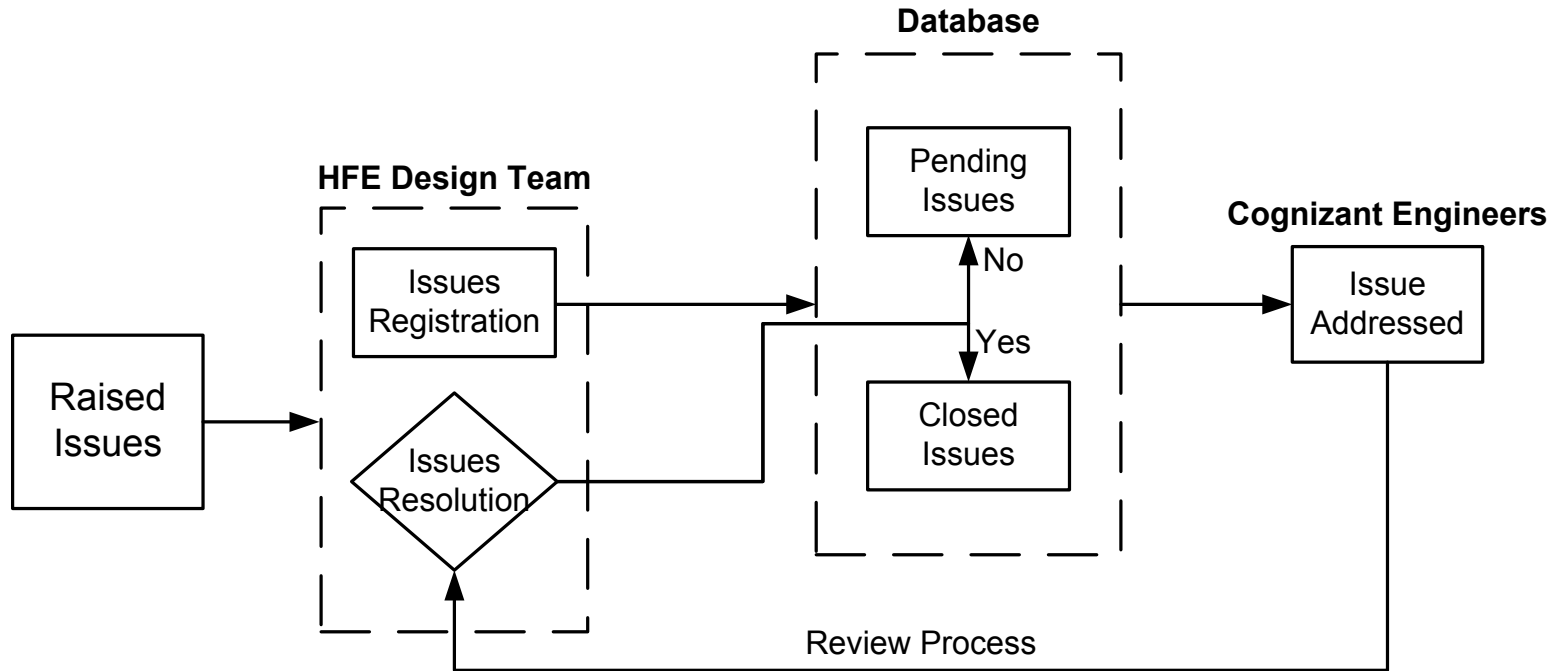 Database
HFE Design Team
Pending
Issues
Cognizant Engineers
Issues
Registration
No
Issue
Addressed
Yes
Raised
Issues
Closed
Issues
Issues
Resolution
Review Process